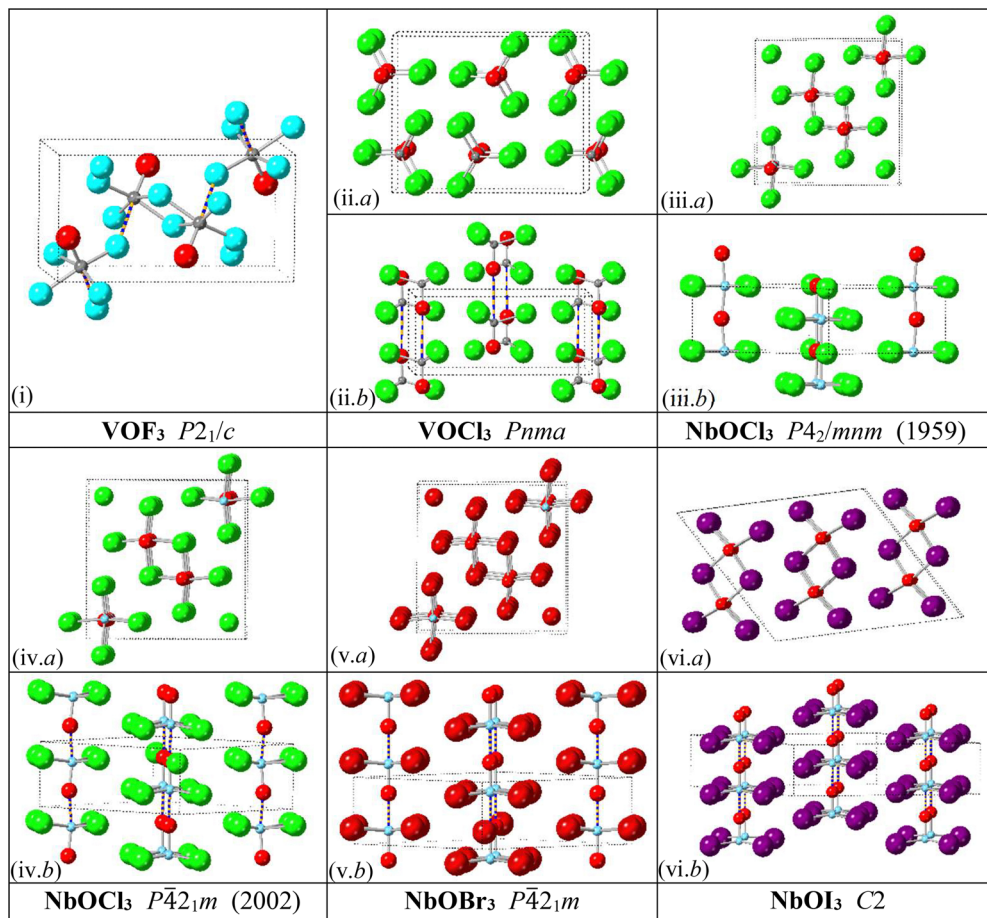 (i)
(ii.a)
(iii.a)
(ii.b)
(iii.b)
VOF₃ P2₁/c
VOCl₃ Pnma
NbOCl₃ P4₂/mnm (1959)
(iv.a)
(v.a)
(vi.a)
(iv.b)
(v.b)
(vi.b)
NbOCl₃ P4̅2₁m (2002)
NbOBr₃ P4̅2₁m
NbOI₃ C2